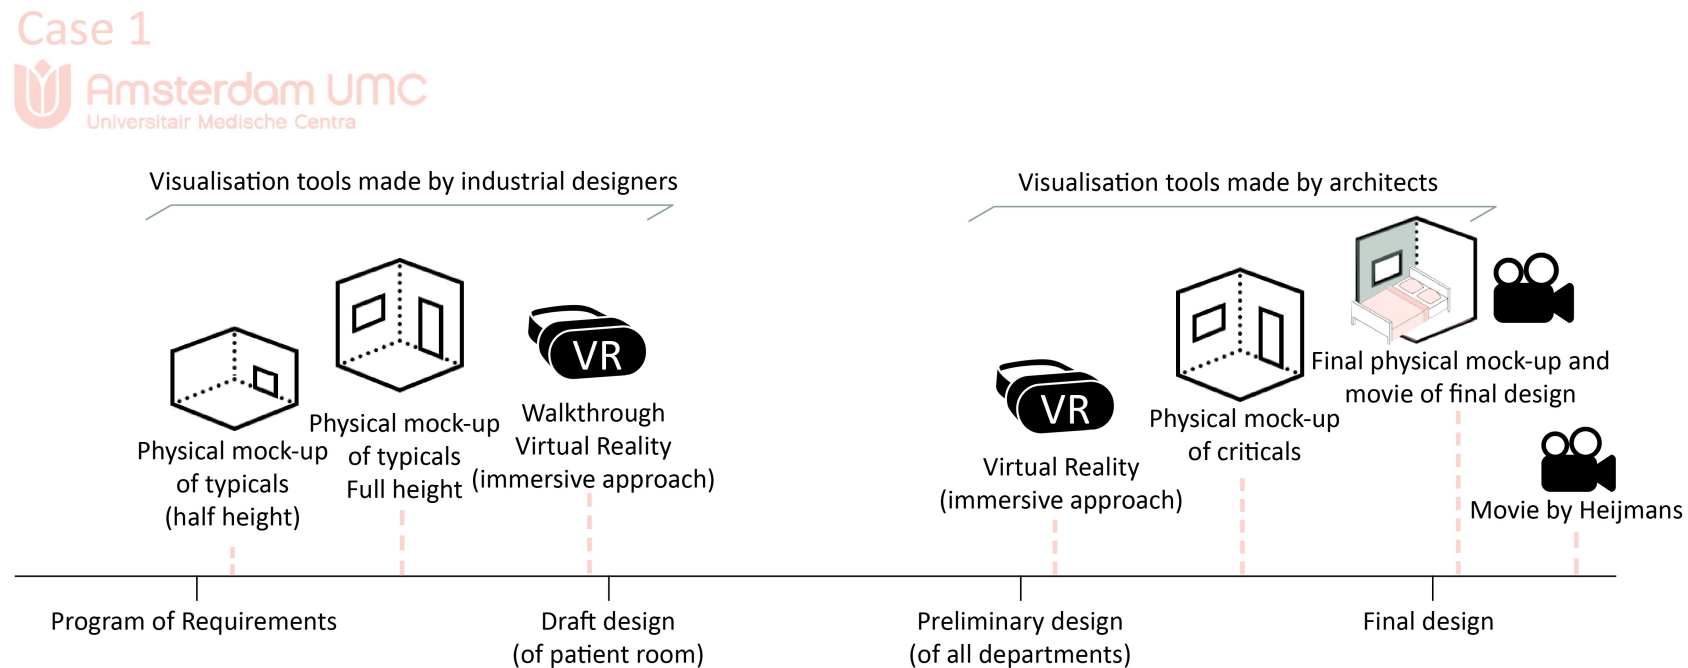 Case 1
Amsterdam UMC
Universitair Medische Centra
Visualisation tools made by industrial designers
Visualisation tools made by architects
Physical mock-up
of typicals
(half height)
Physical mock-up
of typicals
Full height
VR
Walkthrough
Virtual Reality
(immersive approach)
VR
Virtual Reality
(immersive approach)
Physical mock-up
of criticals
Final physical mock-up and
movie of final design
Movie by Heijmans
Program of Requirements
Draft design
(of patient room)
Preliminary design
(of all departments)
Final design